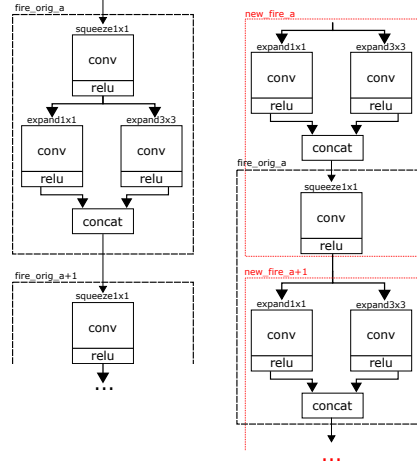 fire_orig_a
squeeze1x1
conv
relu
expand1x1
expand3x3
conv
conv
relu
relu
concat
fire_orig_a+1
squeeze1x1
conv
relu
...
new_fire_a
expand1x1
expand3x3
conv
conv
relu
relu
concat
fire_orig_a
squeeze1x1
conv
relu
new_fire_a+1
expand1x1
expand3x3
conv
conv
relu
relu
concat
...